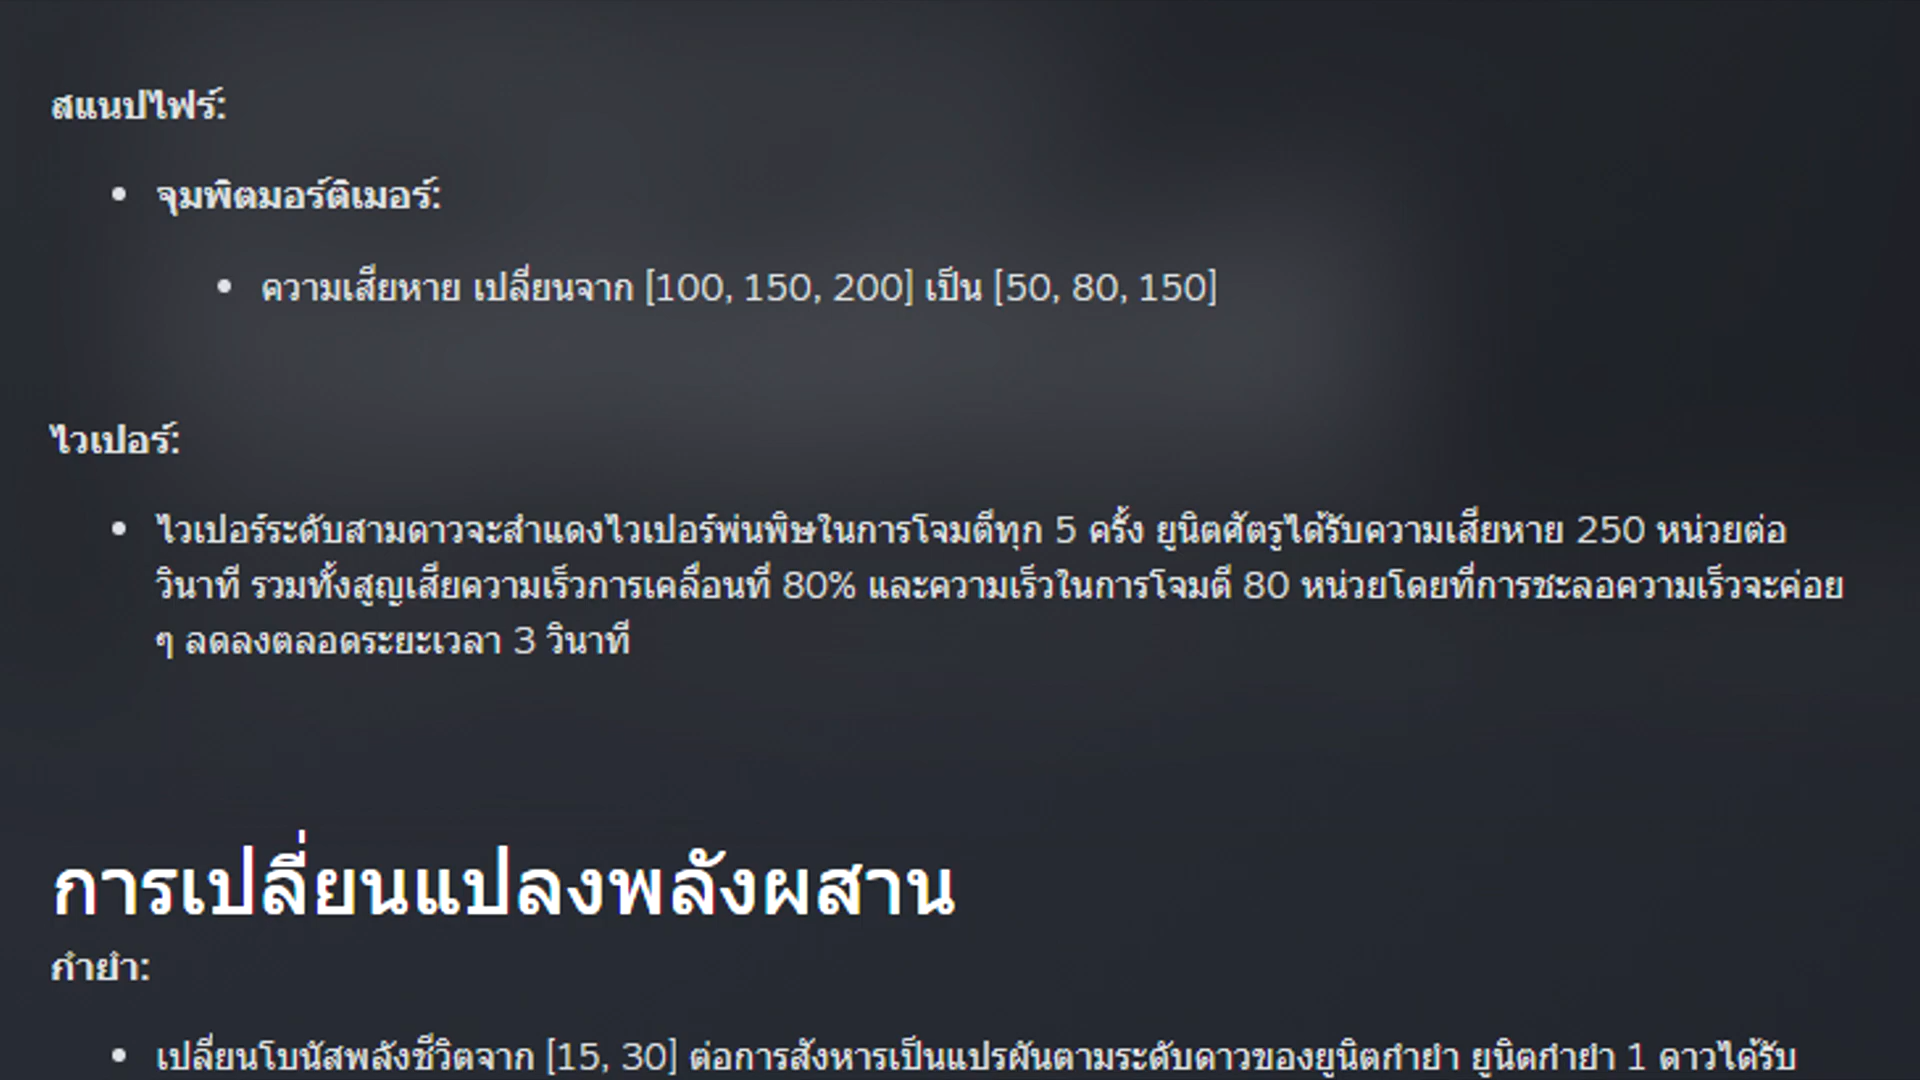 สแนปไฟร์:
จุมพิตมอร์ติเมอร์:
ความเสียหาย เปลี่ยนจาก [100, 150, 200] เป็น [50, 80, 150]
ไวเปอร์:
ไวเปอร์ระดับสามดาวจะสำแดงไวเปอร์พ่นพิษในการโจมตีทุก 5 ครั้ง ยูนิตศัตรูได้รับความเสียหาย 250 หน่วยต่อ
วินาที รวมทั้งสูญเสียความเร็วการเคลื่อนที่ 80% และความเร็วในการโจมตี 80 หน่วยโดยที่การชะลอความเร็วจะค่อย
ๆ ลดลงตลอดระยะเวลา 3 วินาที
การเปลี่ยนแปลงพลังผสาน
กำยำ:
เปลี่ยนโบนัสพลังชีวิตจาก [15, 30] ต่อการสังหารเป็นแปรผันตามระดับดาวของยูนิตกำยำ ยูนิตกำยำ 1 ดาวได้รับ